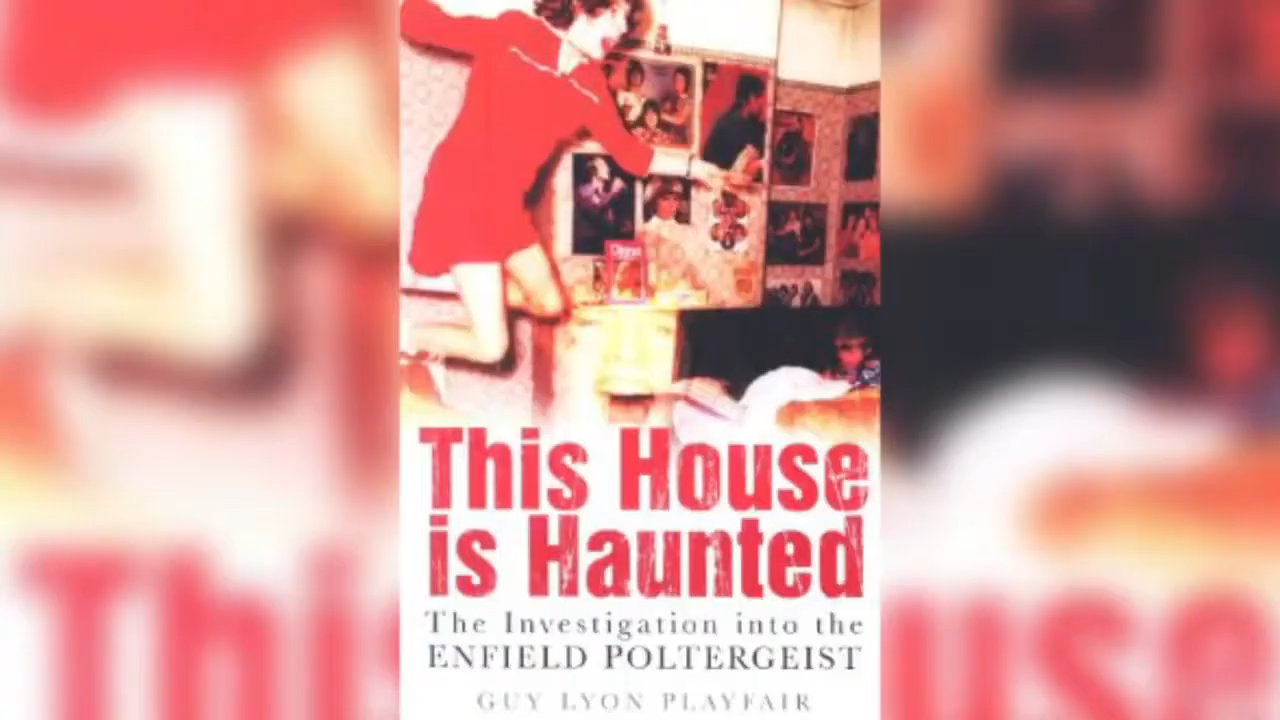 This House
is Haunted
The Investigation into the
ENFIELD POLTERGEIST
GUY LYON PLAYFAIR